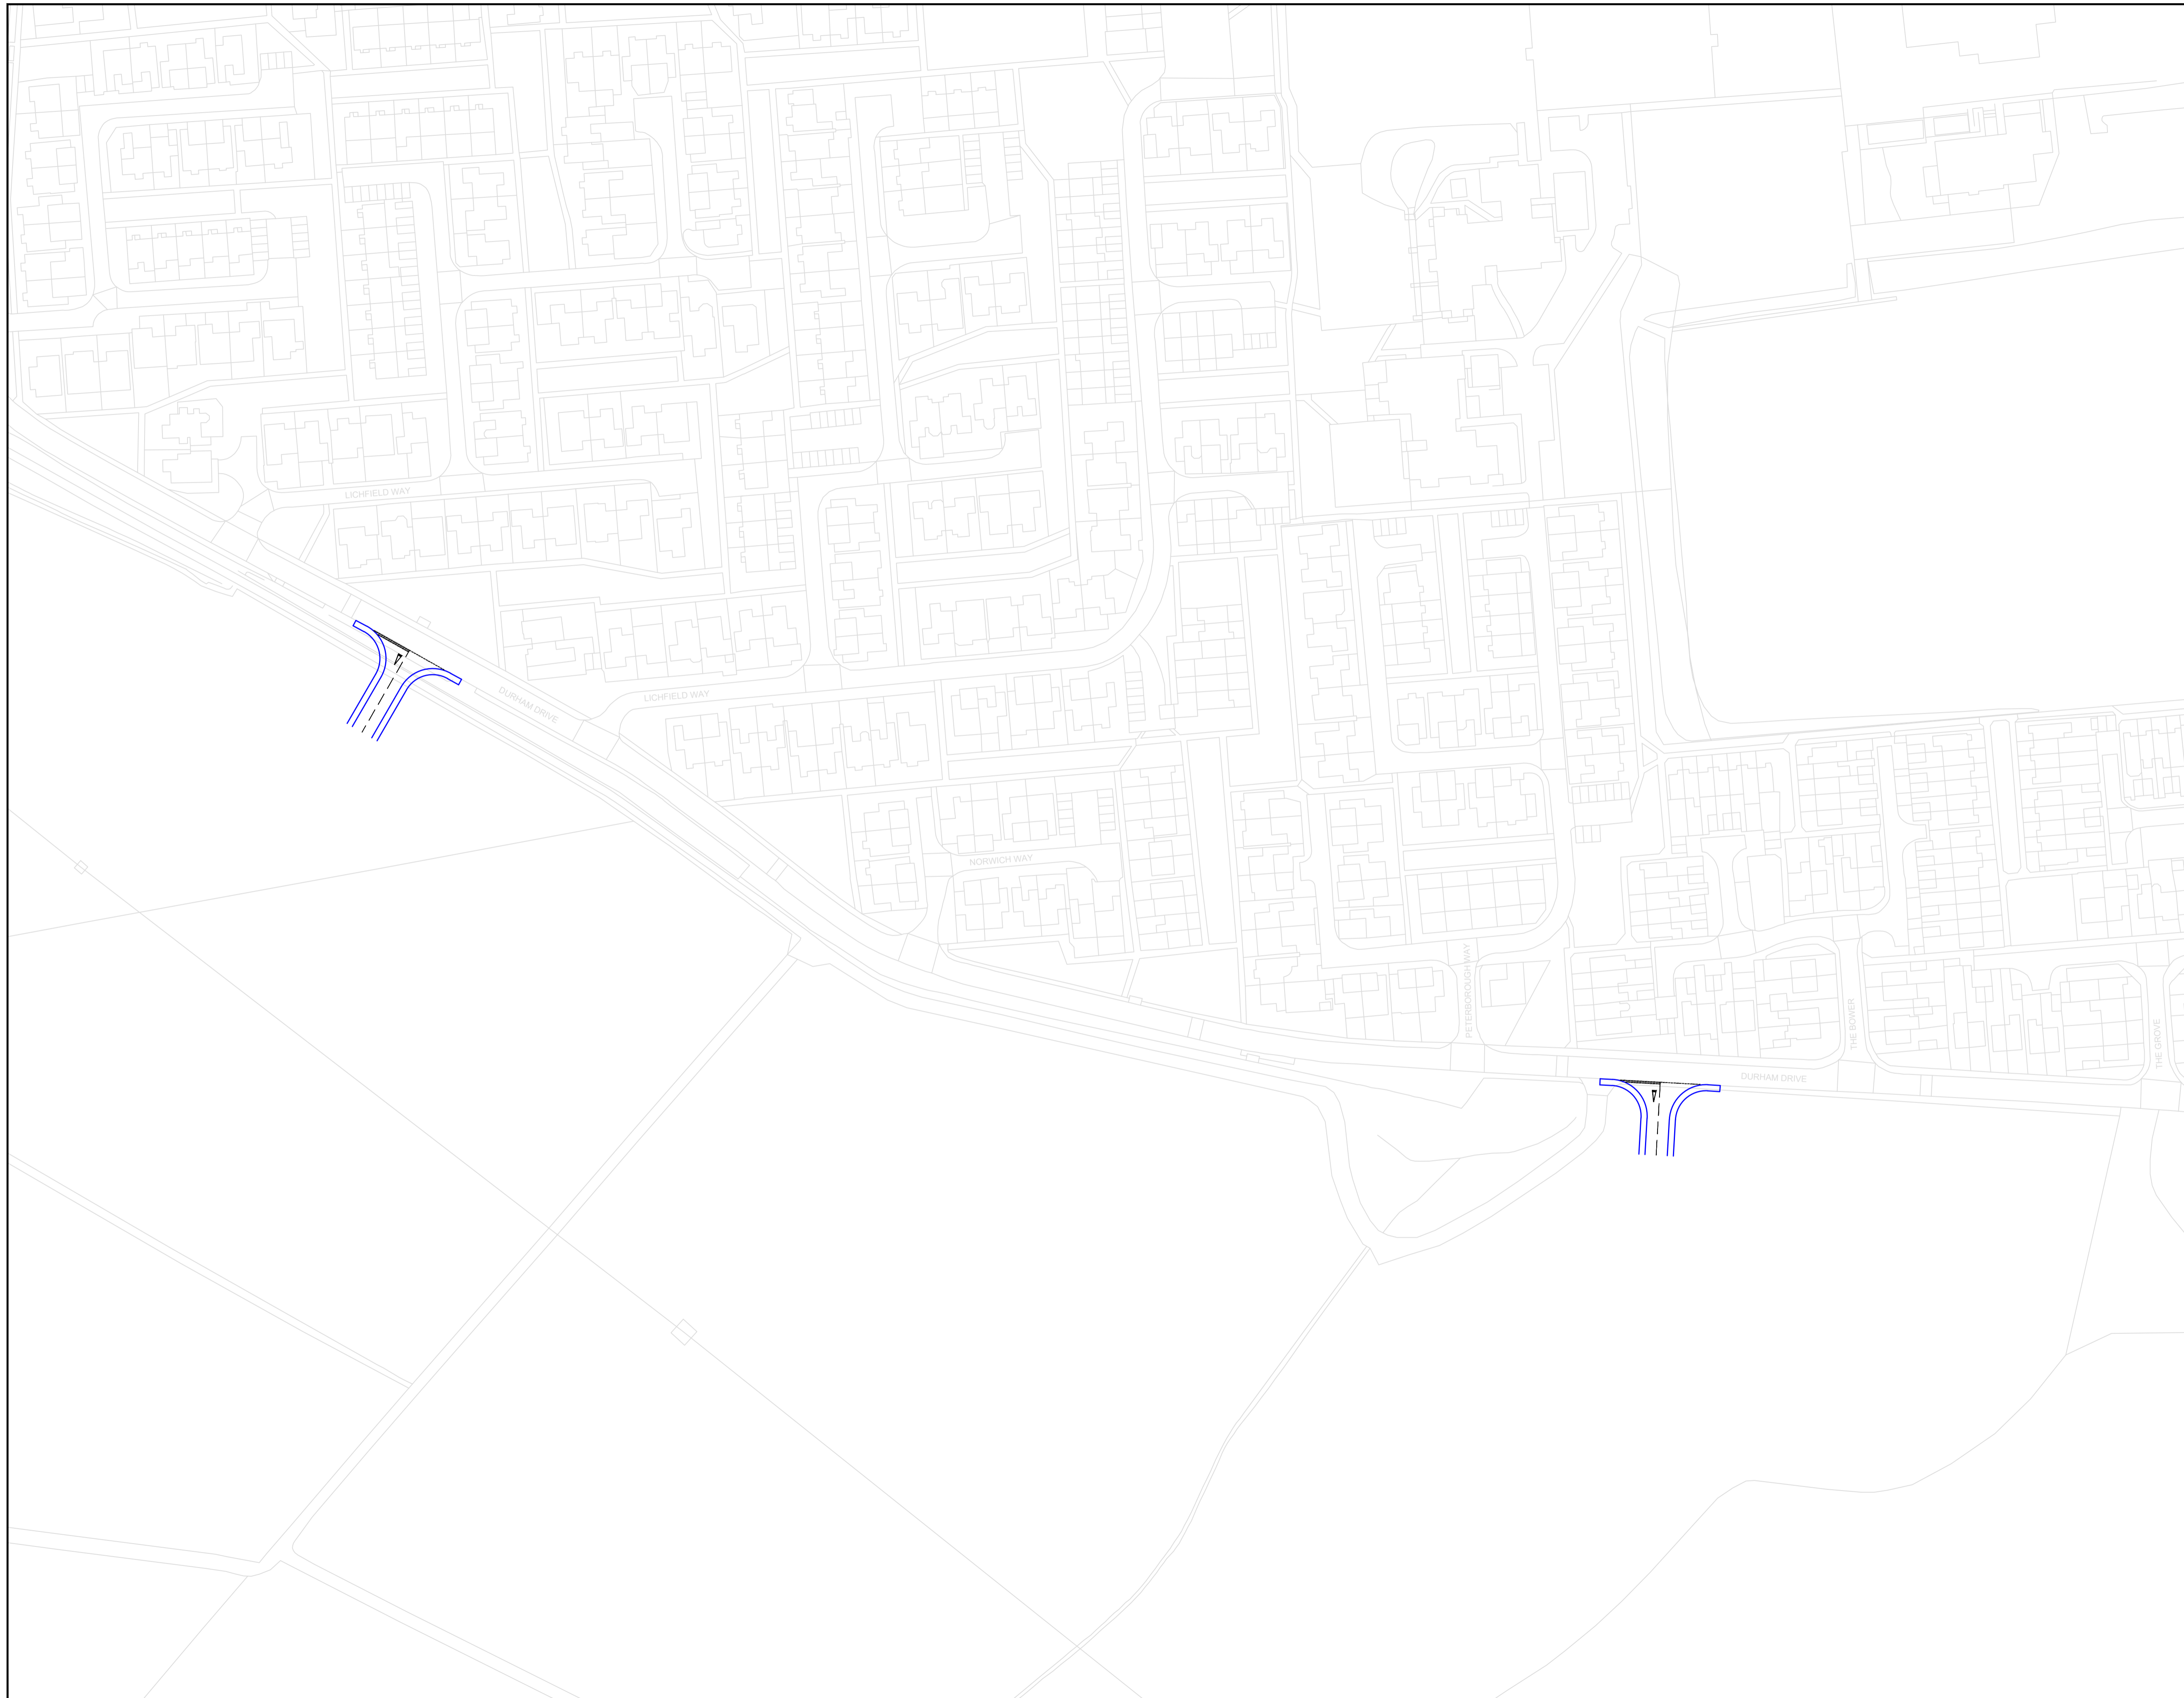 LICHFIELD WAY
LICHFIELD WAY
DURHAM DRIVE
NORWICH WAY
PETERBOROUGH WAY
THE BOWER
THE GROVE
DURHAM DRIVE